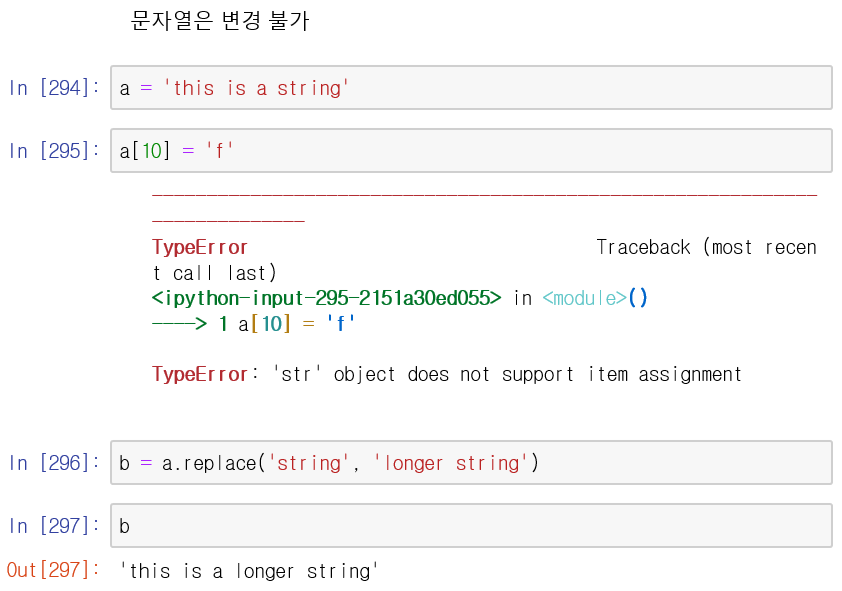 문자열은 변경 불가
In [294]: a = 'this is a string'
In [295]: a[10] = 'f'
---------------------------------------------------------------------------
TypeError Traceback (most recen
t call last)
<ipython-input-295-2151a30ed055> in <module>()
----> 1 a[10] = 'f'
TypeError: 'str' object does not support item assignment
In [296]: b = a.replace('string', 'longer string')
In [297]: b
Out[297]: 'this is a longer string'